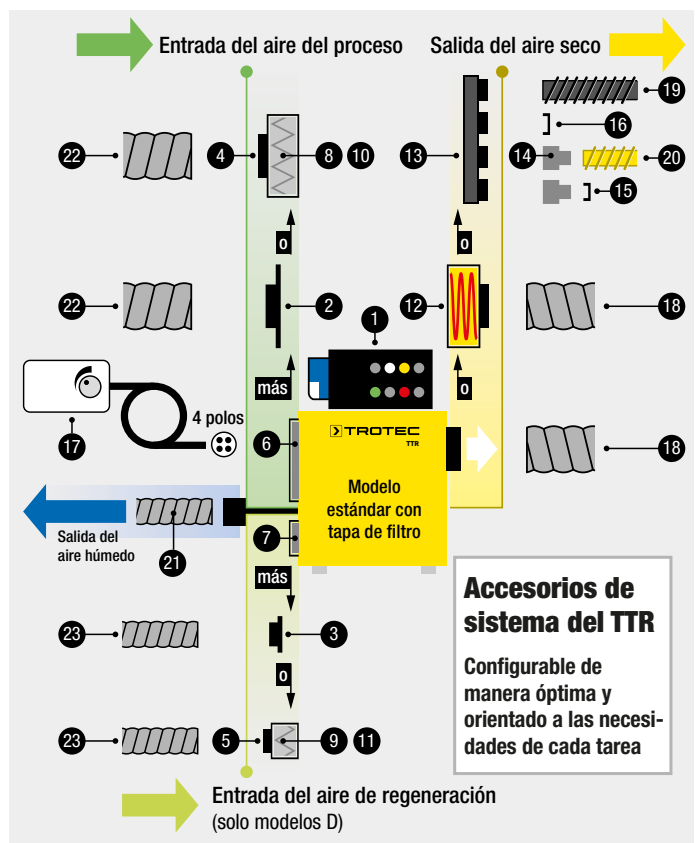 Entrada del aire del proceso
Salida del aire seco
19
16
22
4
8
10
13
14
20
15
o
o
22
2
12
18
1
más
o
17
4 polos
6
TROTEC
TTR
18
Modelo
estándar con
tapa de filtro
Salida del
aire húmedo
21
7
más
23
3
o
23
5
9
11
Accesorios de
sistema del TTR
Configurable de
manera óptima y
orientado a las necesi-
dades de cada tarea
Entrada del aire de regeneración
(solo modelos D)